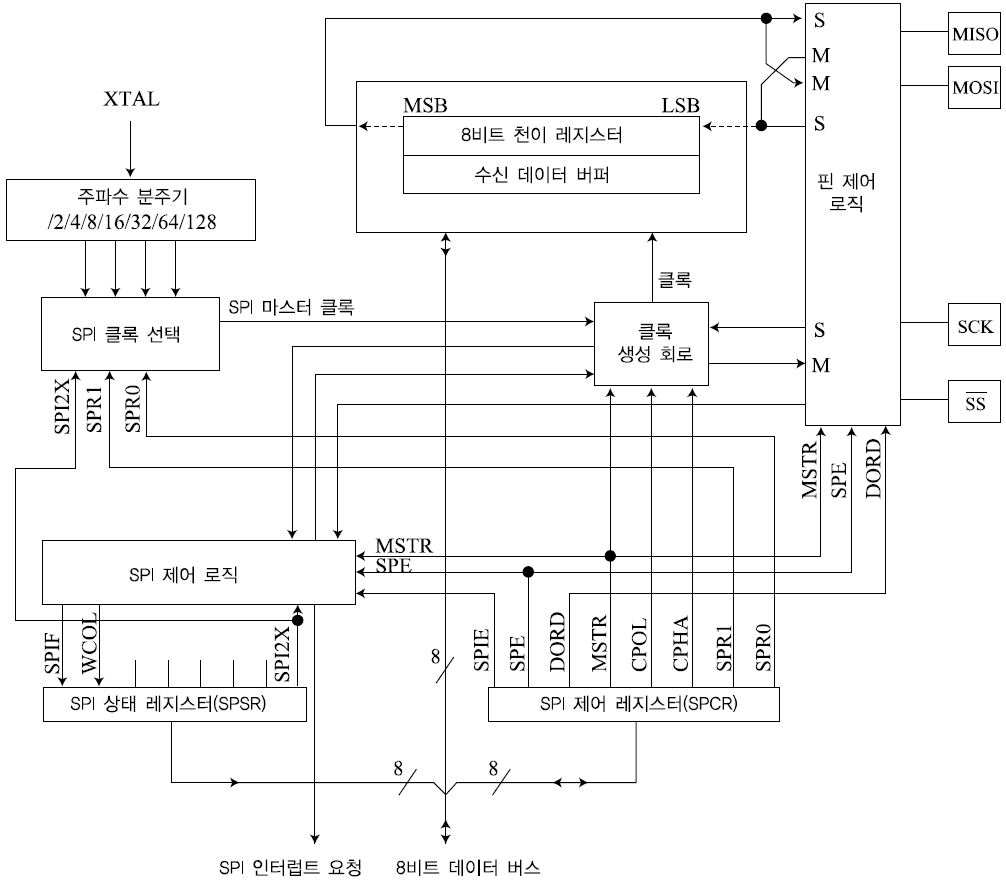 S
MISO
M
M
MOSI
MSB
LSB
XTAL
8비트 천이 레지스터
S
수신 데이터 버퍼
핀 제어
로직
주파수 분주기
/2/4/8/16/32/64/128
클록
SPI 마스터 클록
SPI 클록 선택
클록
생성 회로
S
SCK
M
SPI2X
SPR1
SPR0
SS
MSTR
SPE
DORD
MSTR
SPE
SPI 제어 로직
SPIF
WCOL
SPI2X
8
SPIE
SPE
DORD
MSTR
CPOL
CPHA
SPR1
SPR0
SPI 상태 레지스터(SPSR)
SPI 제어 레지스터(SPCR)
8
8
SPI 인터럽트 요청
8비트 데이터 버스